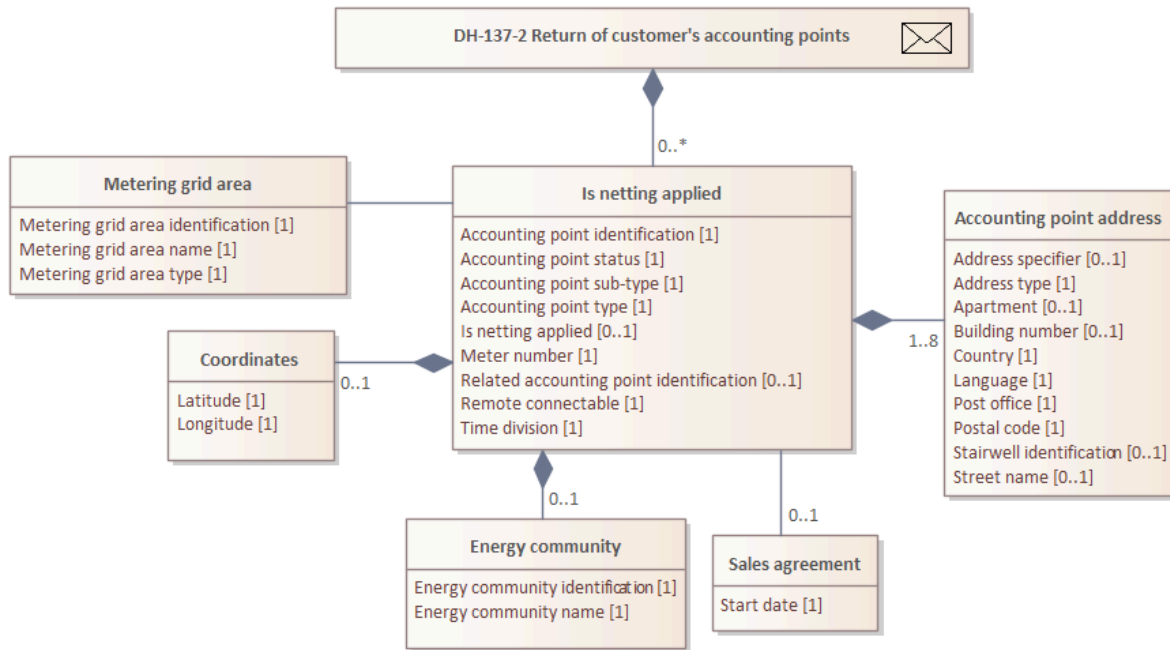 DH-137-2 Return of customer's accounting points
0..*
Metering grid area
Metering grid area identification [1]
Metering grid area name [1]
Metering grid area type [1]
Is netting applied
Accounting point identification [1]
Accounting point status [1]
Accounting point sub-type [1]
Accounting point type [1]
Is netting applied [0..1]
Meter number [1]
Related accounting point identification [0..1]
Remote connectable [1]
Time division [1]
Accounting point address
Address specifier [0..1]
Address type [1]
Apartment [0..1]
Building number [0..1]
Country [1]
Language [1]
Post office [1]
Postal code [1]
Stairwell identification [0..1]
Street name [0..1]
1..8
Coordinates
Latitude [1]
Longitude [1]
0..1
0..1
Energy community
Energy community identification [1]
Energy community name [1]
0..1
Sales agreement
Start date [1]